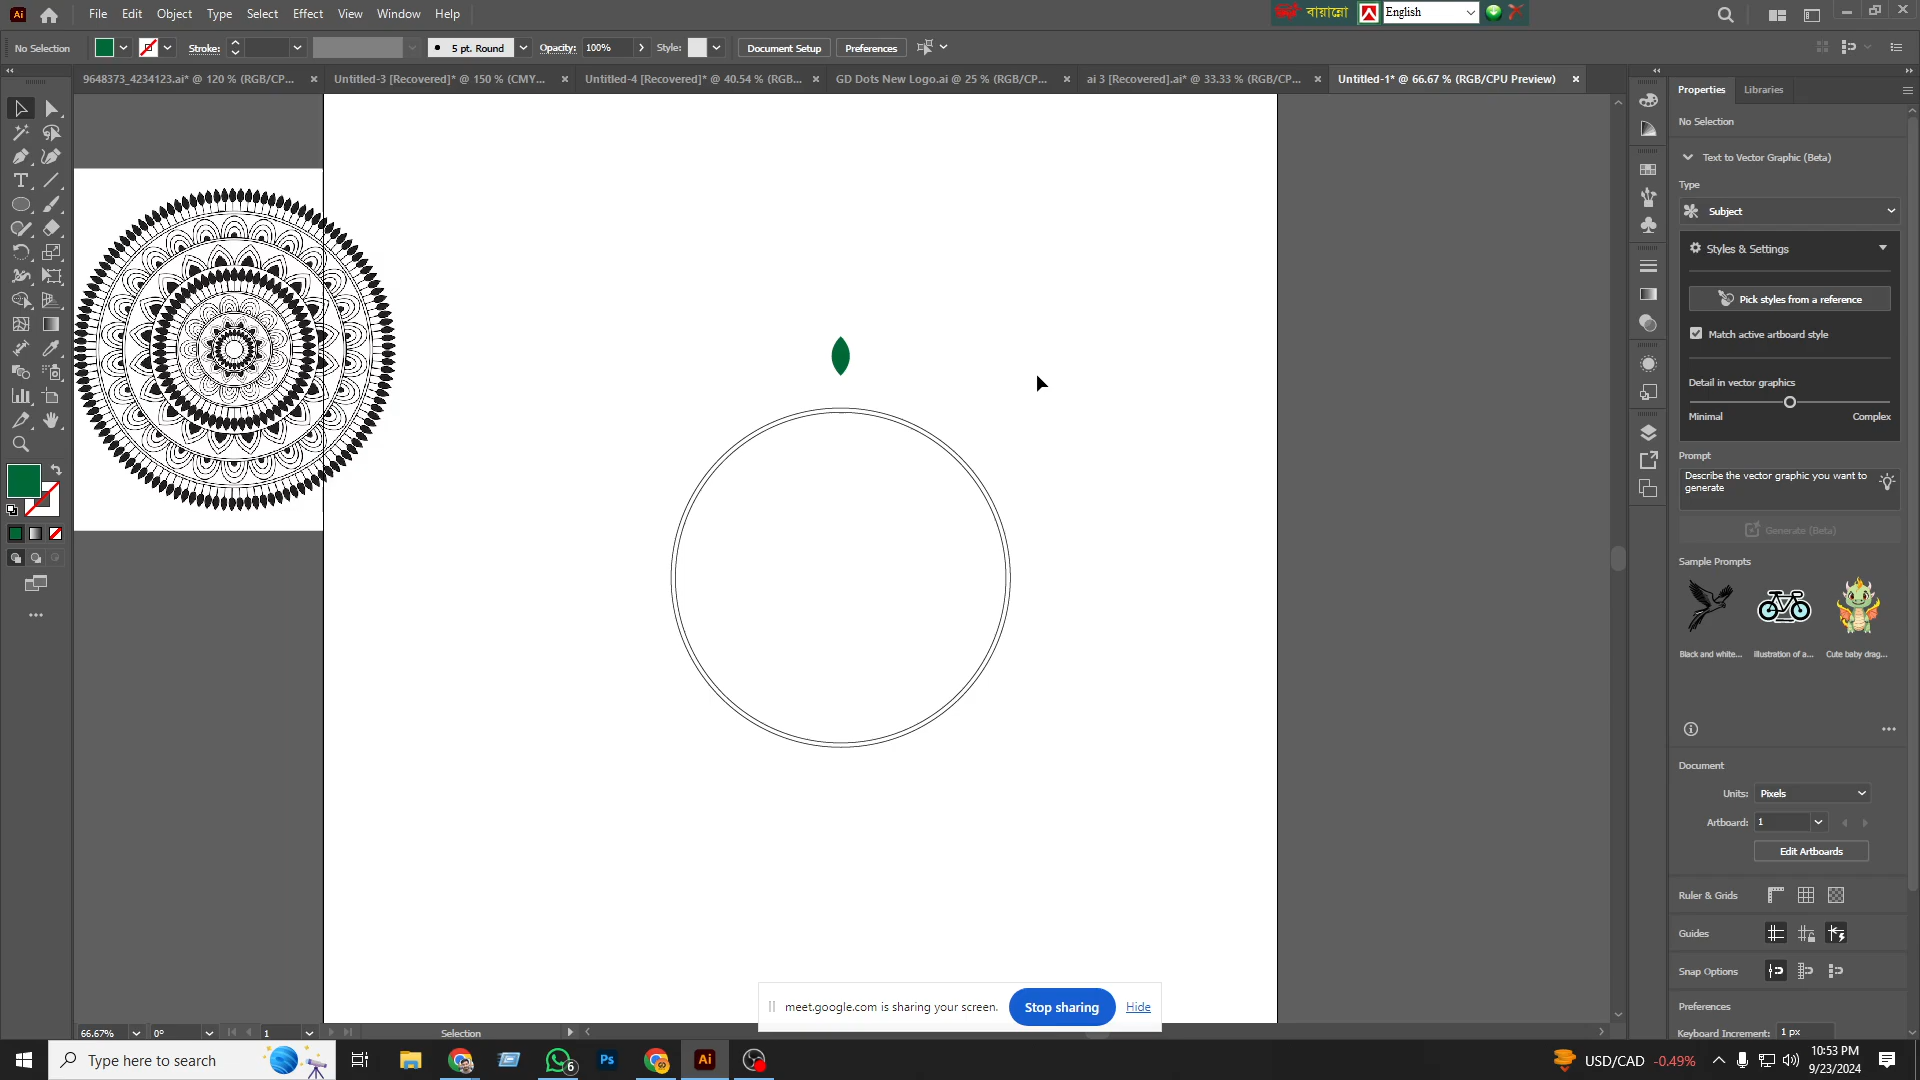 Ai File Edit Object Type Select Effect View Window Help
বায়ান্নো English
No Selection Stroke: 5 pt. Round Opacity: 100% Style: Document Setup Preferences
9648373_4234123.ai* @ 120 % (RGB/CP... Untitled-3 [Recovered]* @ 150 % (CMY... Untitled-4 [Recovered]* @ 40.54 % (RGB... GD Dots New Logo.ai @ 25 % (RGB/CP... ai 3 [Recovered].ai* @ 33.33 % (RGB/CP... Untitled-1* @ 66.67 % (RGB/CPU Preview)
Properties Libraries
No Selection
Text to Vector Graphic (Beta)
Type
Subject
Styles & Settings
Pick styles from a reference
Match active artboard style
Detail in vector graphics
Minimal Complex
Prompt
Describe the vector graphic you want to
generate
Generate (Beta)
Sample Prompts
Black and white... Illustration of a... Cute baby drag...
Document
Units: Pixels
Artboard: 1
Edit Artboards
Ruler & Grids
Guides
Snap Options
Preferences
Keyboard Increment: 1 px
meet.google.com is sharing your screen. Stop sharing Hide
66.67% 0° 1 Selection
Type here to search
6 Ps Ai
USD/CAD -0.49%
10:53 PM
9/23/2024